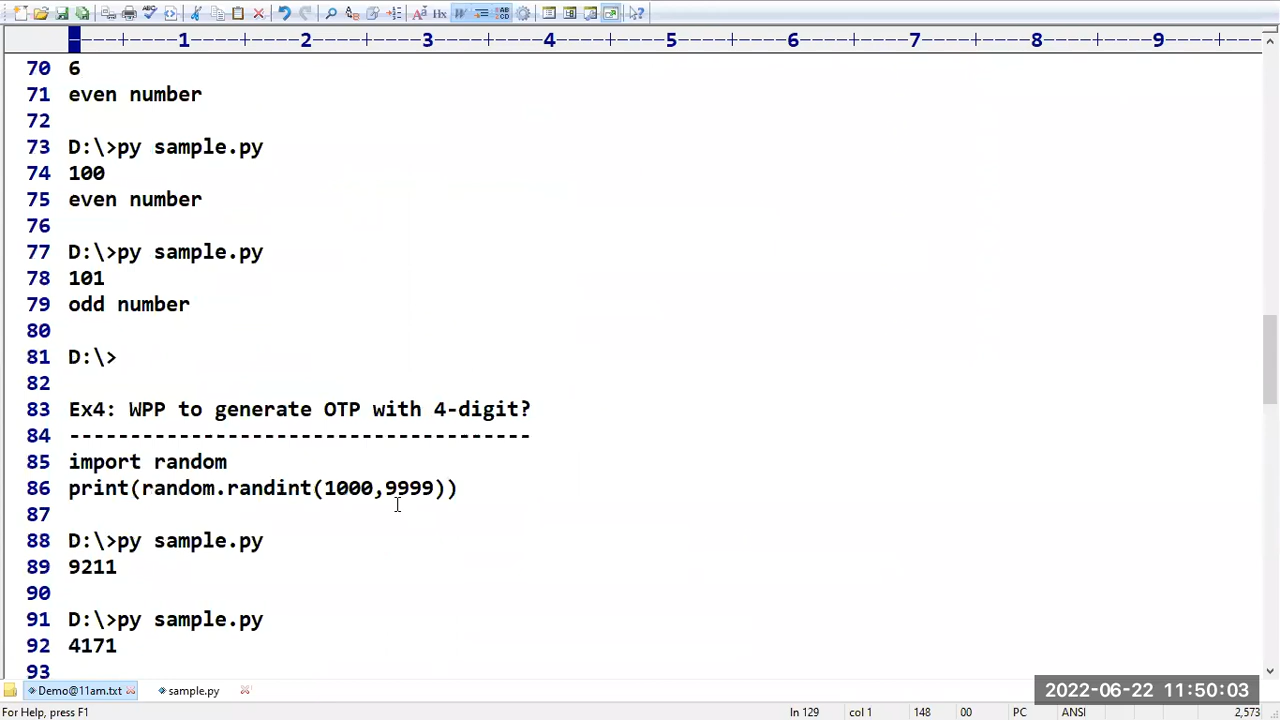 1 2 3 4 5 6 7 8 9
70 6
71 even number
72
73 D:\>py sample.py
74 100
75 even number
76
77 D:\>py sample.py
78 101
79 odd number
80
81 D:\>
82
83 Ex4: WPP to generate OTP with 4-digit?
84 --------------------------------------
85 import random
86 print(random.randint(1000,9999))
87
88 D:\>py sample.py
89 9211
90
91 D:\>py sample.py
92 4171
93
Demo@11am.txt sample.py
2022-06-22 11:50:03
For Help, press F1 ln 129 col 1 148 00 PC ANSI 2,573